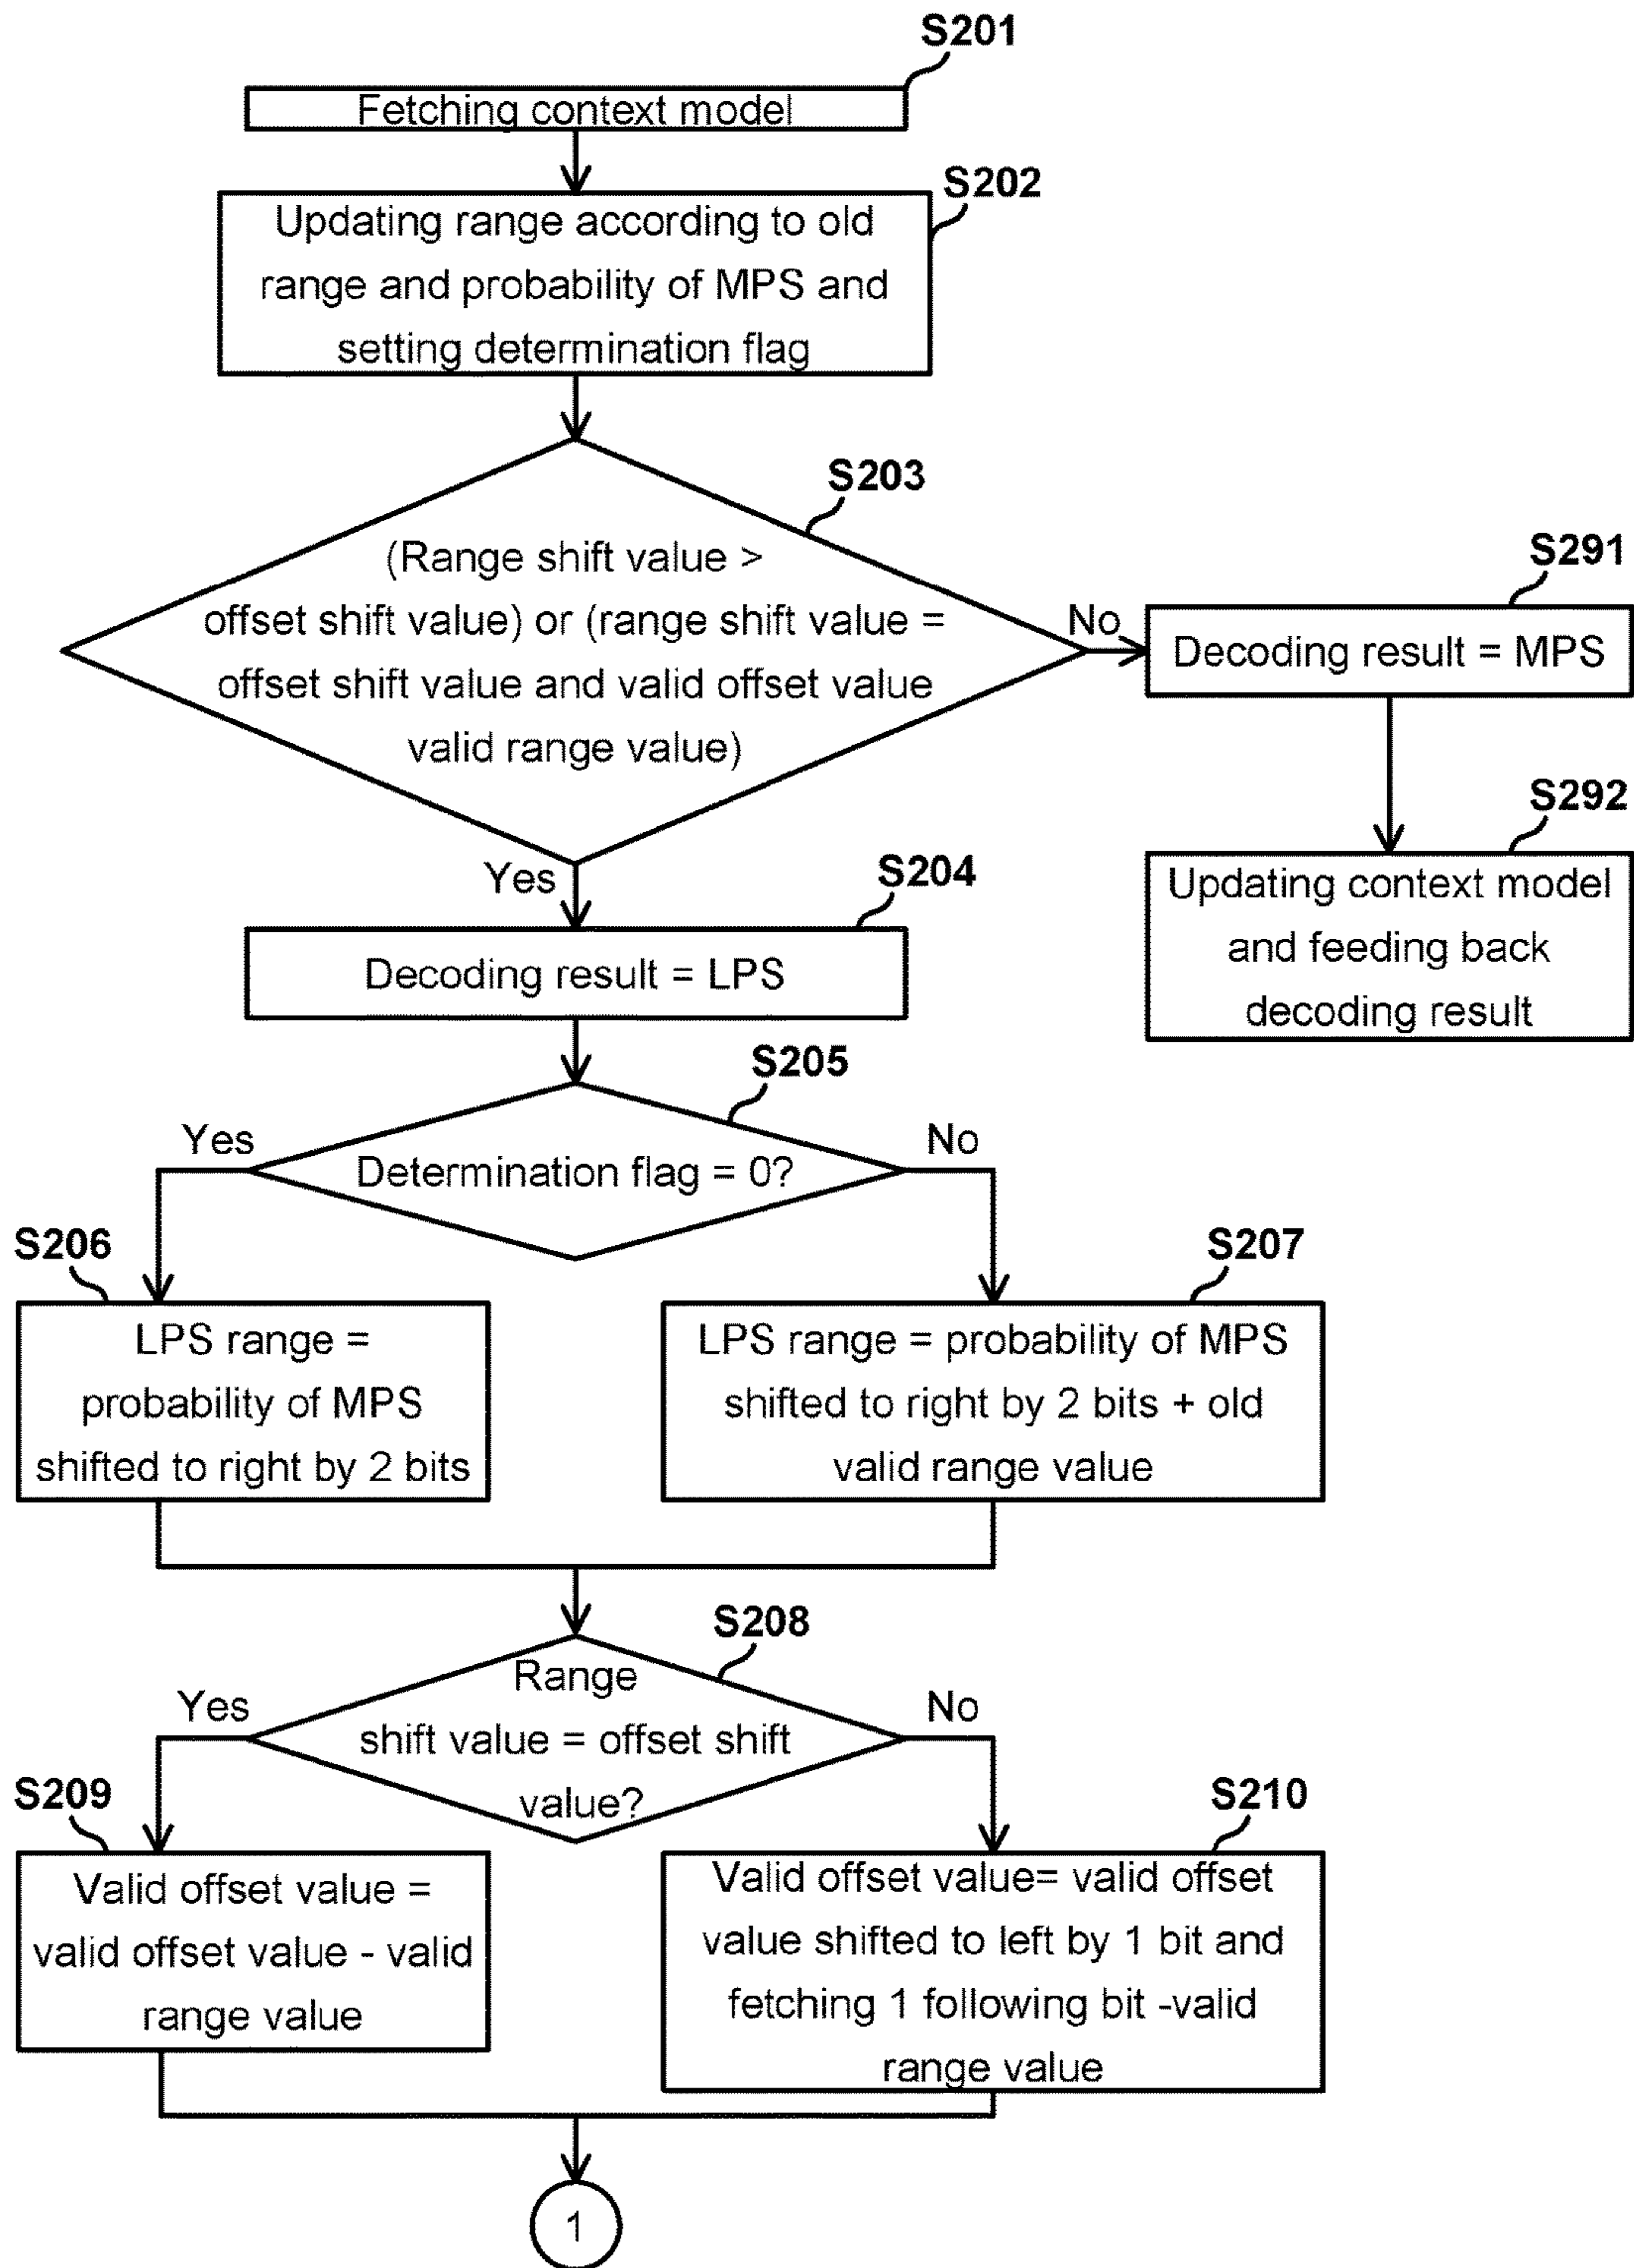 S201
Fetching context model
S202
Updating range according to old
range and probability of MPS and
setting determination flag
S203
(Range shift value >
offset shift value) or (range shift value =
offset shift value and valid offset value
valid range value)
No
S291
Decoding result = MPS
S292
Updating context model
and feeding back
decoding result
Yes
S204
Decoding result = LPS
S205
Yes
No
Determination flag = 0?
S206
LPS range =
probability of MPS
shifted to right by 2 bits
S207
LPS range = probability of MPS
shifted to right by 2 bits + old
valid range value
S208
Yes
No
Range
shift value = offset shift
value?
S209
Valid offset value =
valid offset value - valid
range value
S210
Valid offset value= valid offset
value shifted to left by 1 bit and
fetching 1 following bit -valid
range value
1